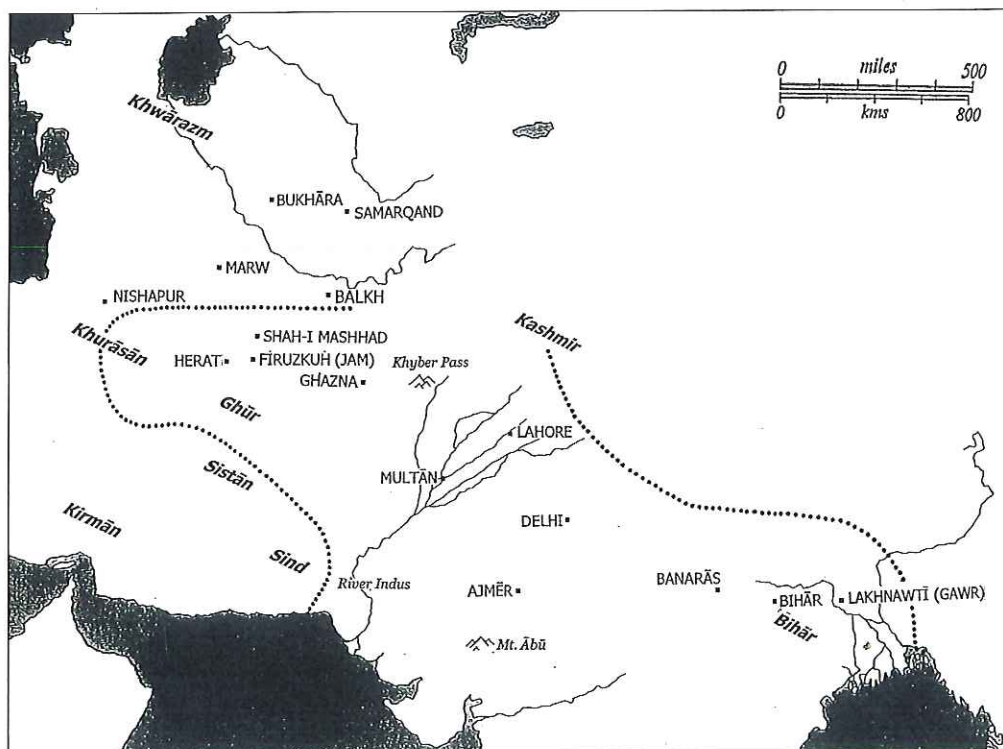 0 miles 500
0 kms 800
Khwārazm
BUKHĀRA
SAMARQAND
MARW
BALKH
NISHAPUR
Kashmīr
Khurāsān
SHAH-I MASHHAD
HERAT
FĪRUZKUH (JAM)
Khyber Pass
GHAZNA
Ghūr
LAHORE
Sistān
MULTĀN
Kirmān
DELHI
Sind
River Indus
AJMĒR
BANARĀS
BIHĀR
LAKHNAWTĪ (GAWR)
Bihār
Mt. Ābū